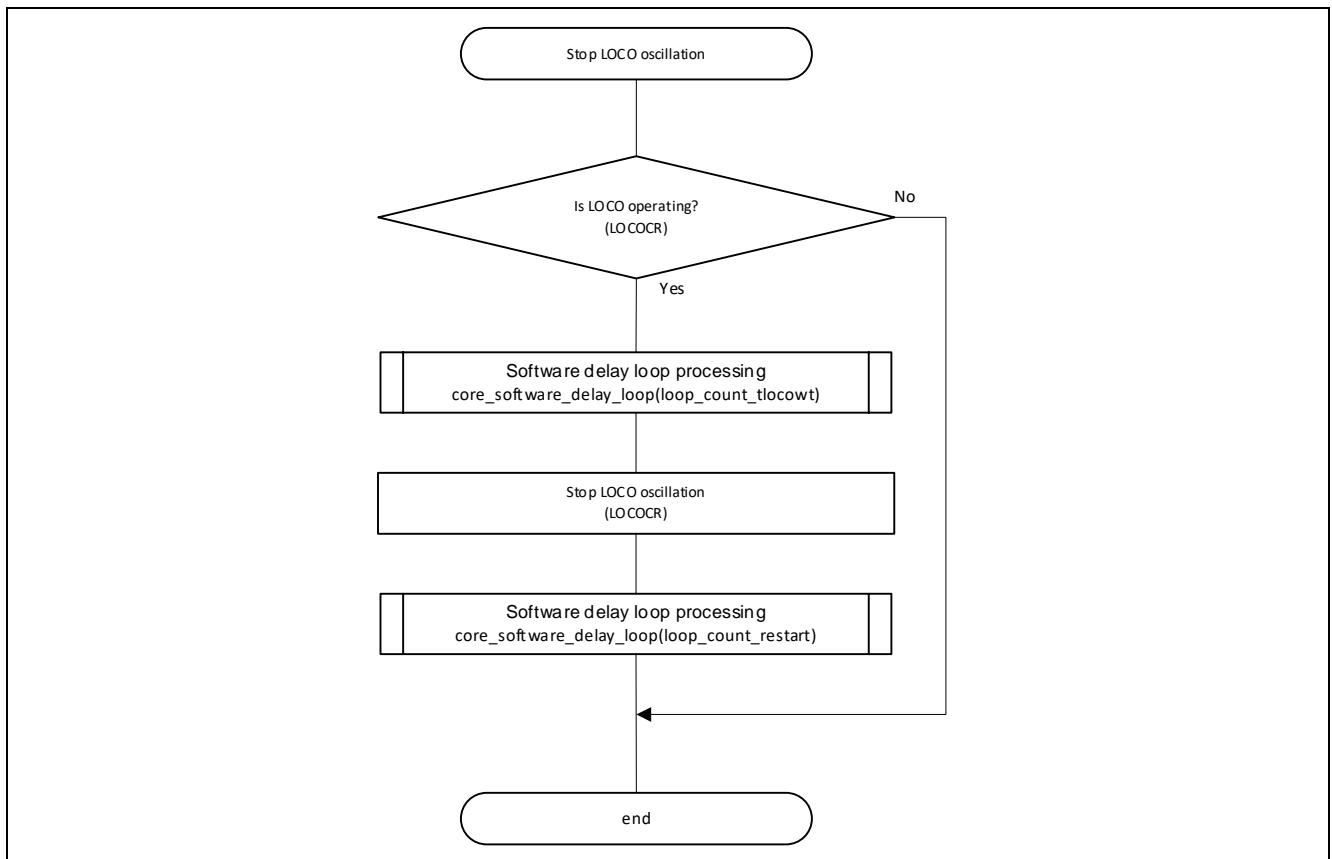 Stop LOCO oscillation
Is LOCO operating?
(LOCOCR)
No
Yes
Software delay loop processing
core_software_delay_loop(loop_count_tlocowt)
Stop LOCO oscillation
(LOCOCR)
Software delay loop processing
core_software_delay_loop(loop_count_restart)
end